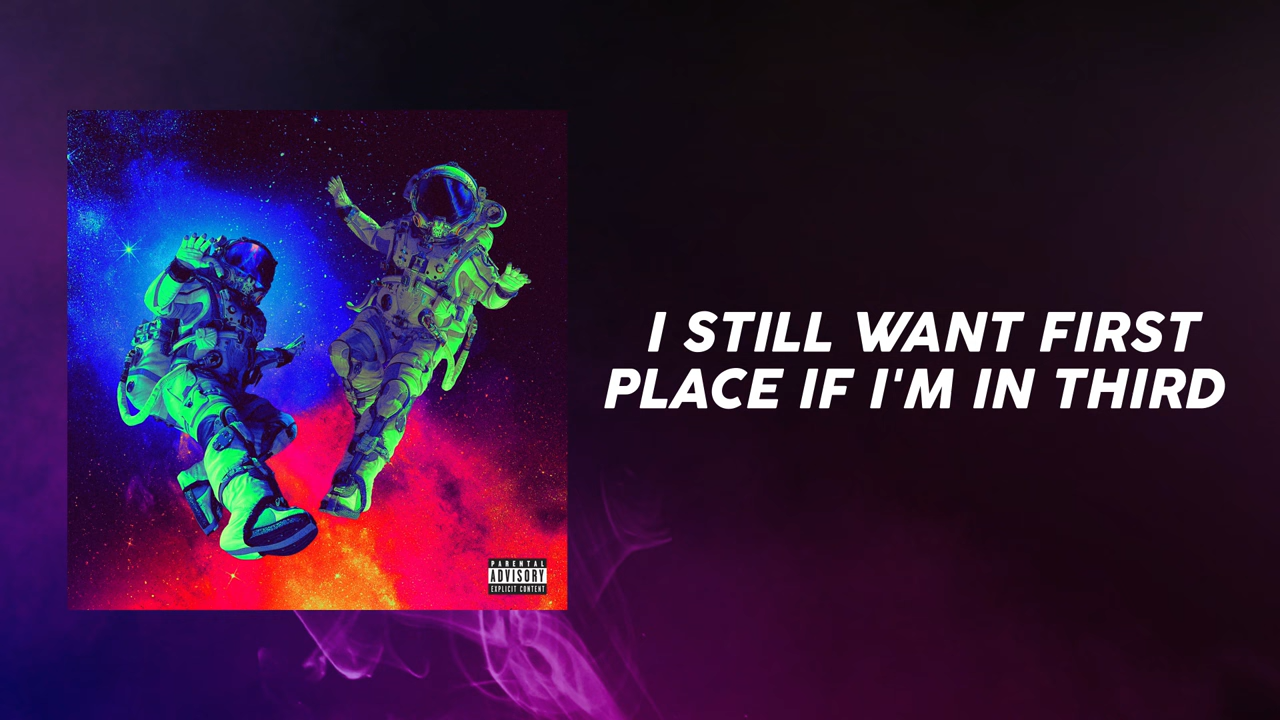 PARENTAL
ADVISORY
EXPLICIT CONTENT
I STILL WANT FIRST
PLACE IF I'M IN THIRD